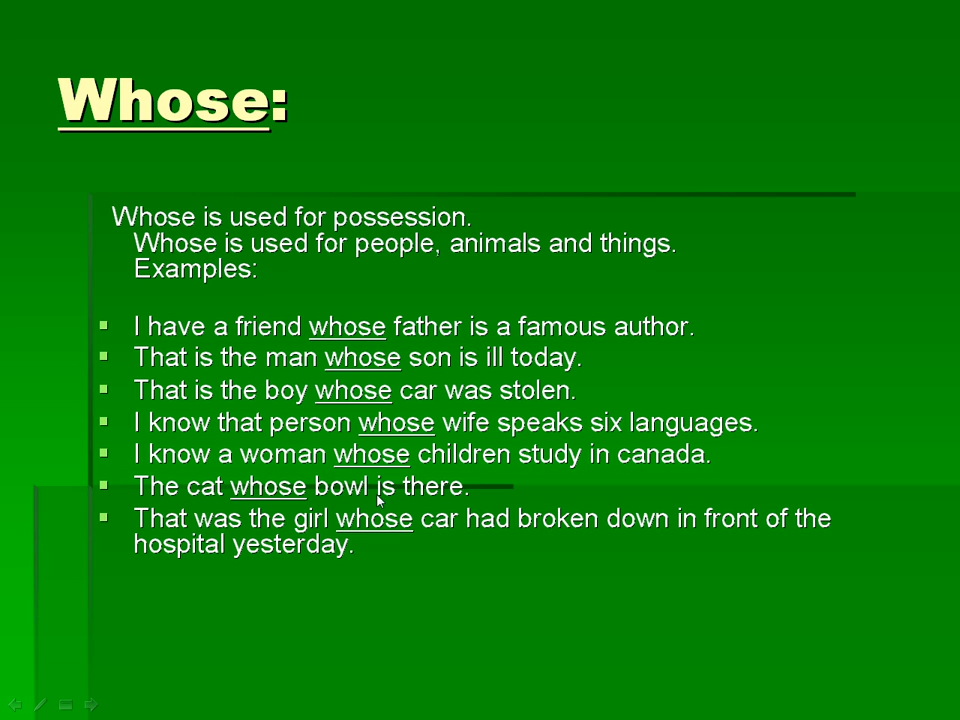 Whose:
Whose is used for possession.
Whose is used for people, animals and things.
Examples:
I have a friend whose father is a famous author.
That is the man whose son is ill today.
That is the boy whose car was stolen.
I know that person whose wife speaks six languages.
I know a woman whose children study in canada.
The cat whose bowl is there.
That was the girl whose car had broken down in front of the
hospital yesterday.